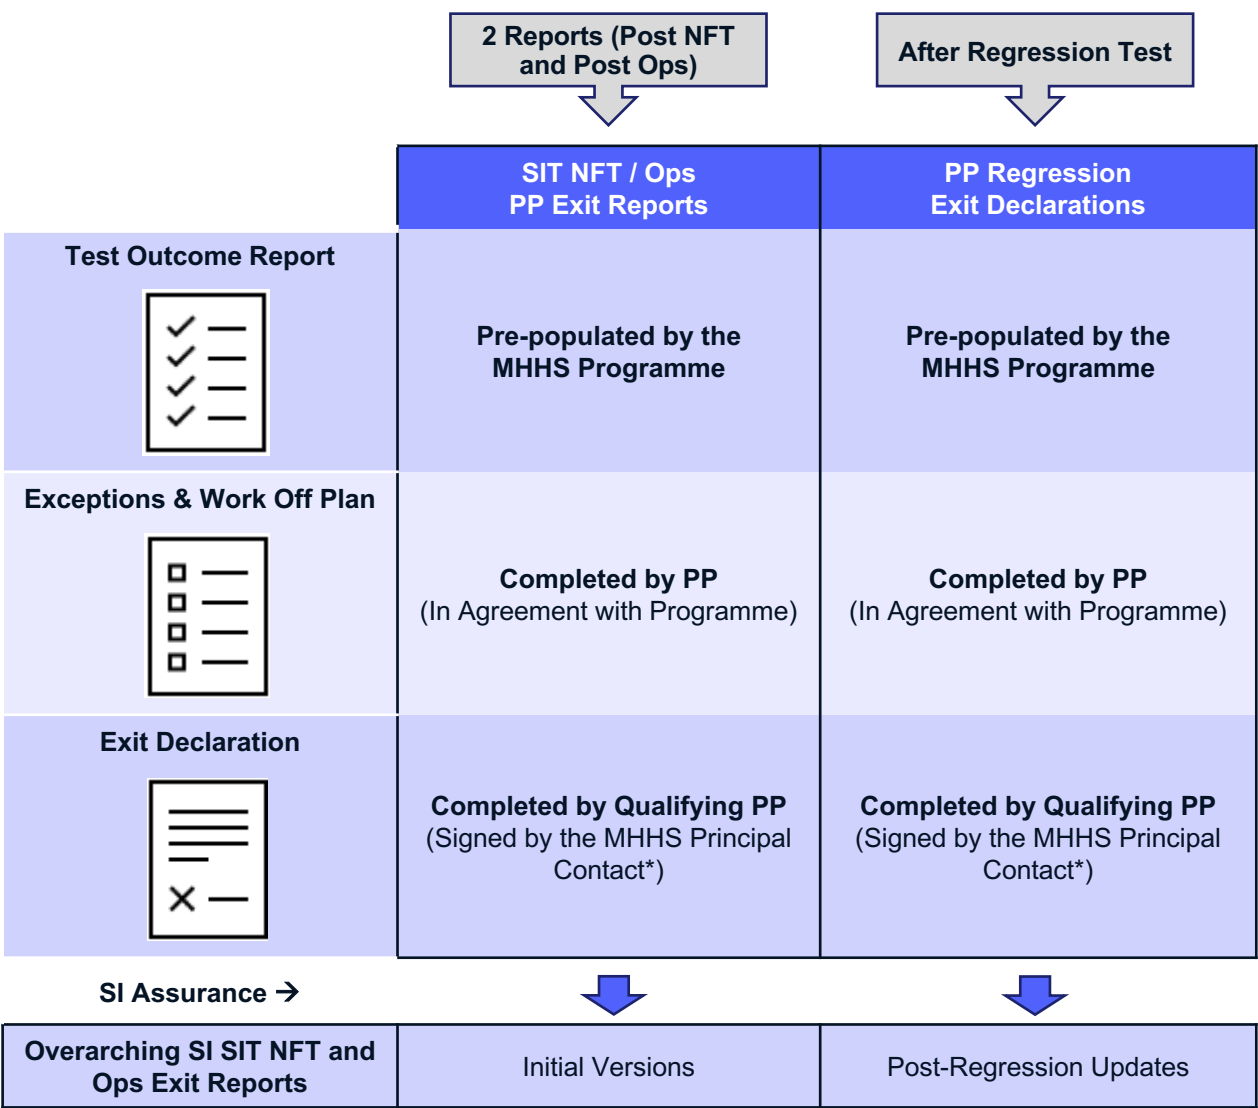 2 Reports (Post NFT
and Post Ops)
After Regression Test
SIT NFT / Ops
PP Exit Reports
PP Regression
Exit Declarations
Test Outcome Report
Pre-populated by the
MHHS Programme
Pre-populated by the
MHHS Programme
Exceptions & Work Off Plan
Completed by PP
(In Agreement with Programme)
Completed by PP
(In Agreement with Programme)
Exit Declaration
Completed by Qualifying PP
(Signed by the MHHS Principal
Contact*)
Completed by Qualifying PP
(Signed by the MHHS Principal
Contact*)
SI Assurance →
Overarching SI SIT NFT and
Ops Exit Reports
Initial Versions
Post-Regression Updates